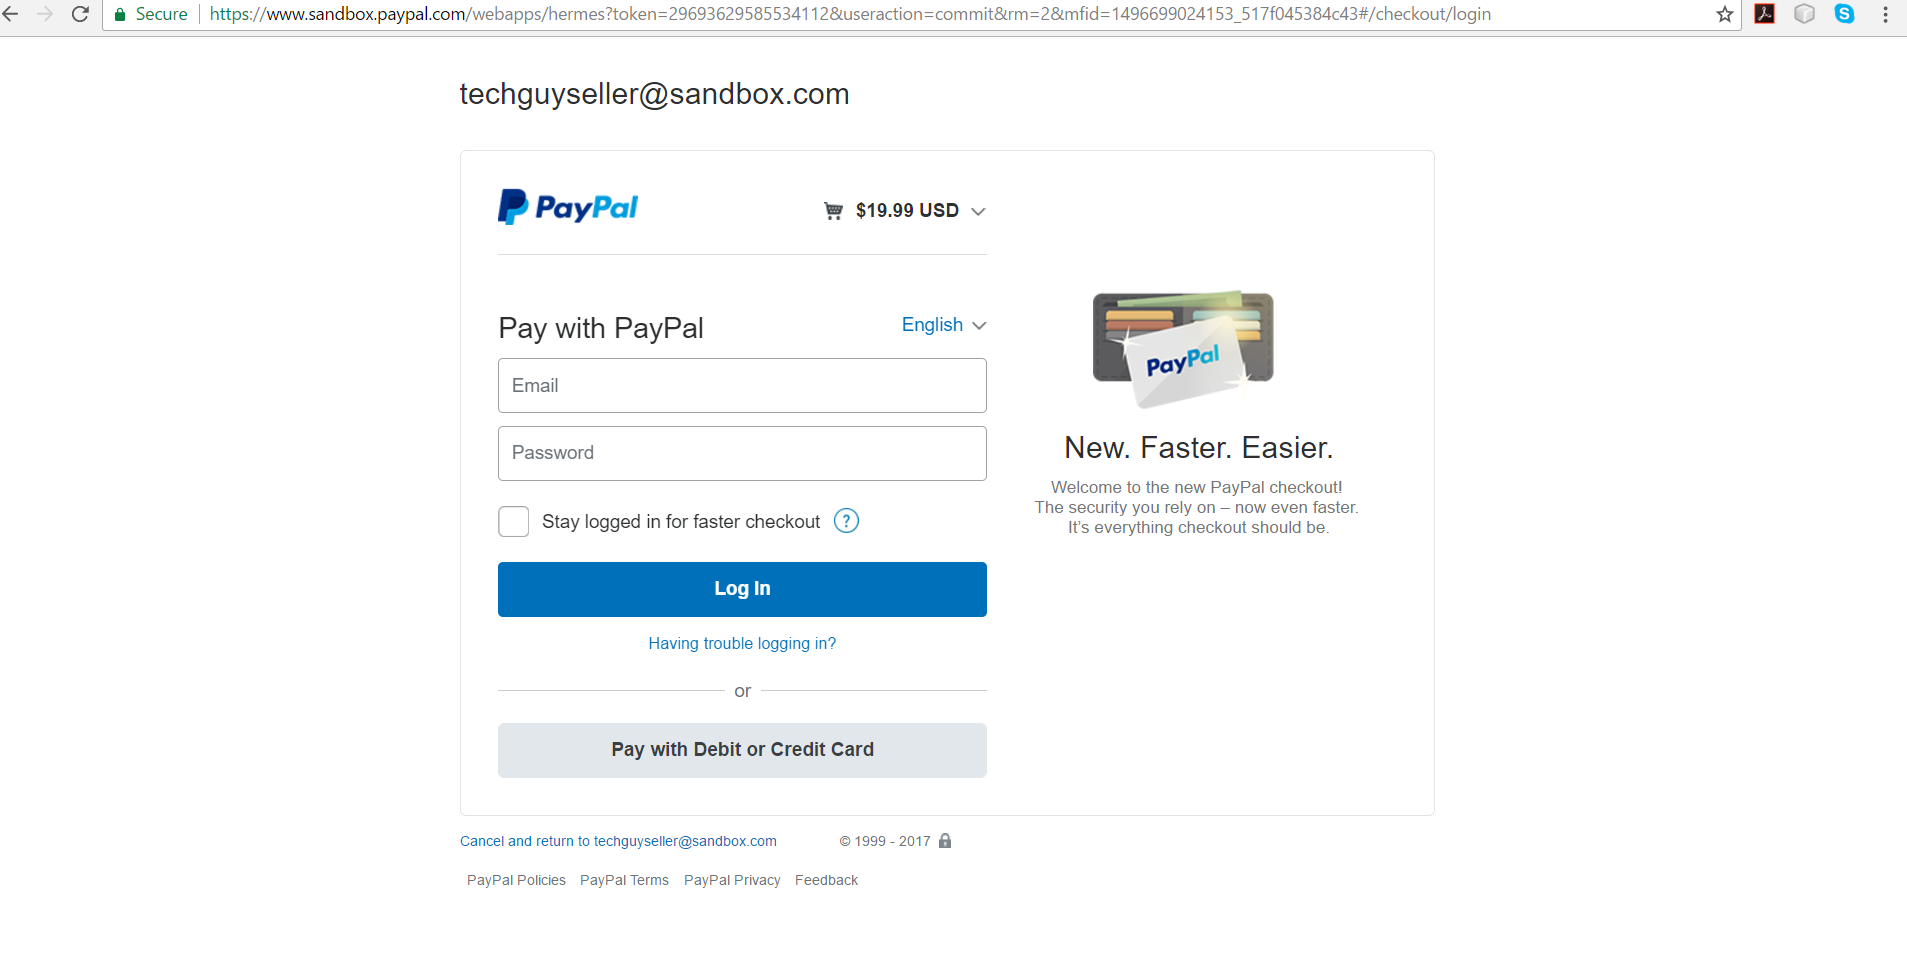 Secure https://www.sandbox.paypal.com/webapps/hermes?token=29693629585534112&useraction=commit&rm=2&mfid=1496699024153_517f045384c43#/checkout/login
techguyseller@sandbox.com
PayPal
$19.99 USD
Pay with PayPal
English
Email
Password
Stay logged in for faster checkout ?
Log In
Having trouble logging in?
or
Pay with Debit or Credit Card
PayPal
New. Faster. Easier.
Welcome to the new PayPal checkout!
The security you rely on – now even faster.
It’s everything checkout should be.
Cancel and return to techguyseller@sandbox.com © 1999 - 2017
PayPal Policies PayPal Terms PayPal Privacy Feedback